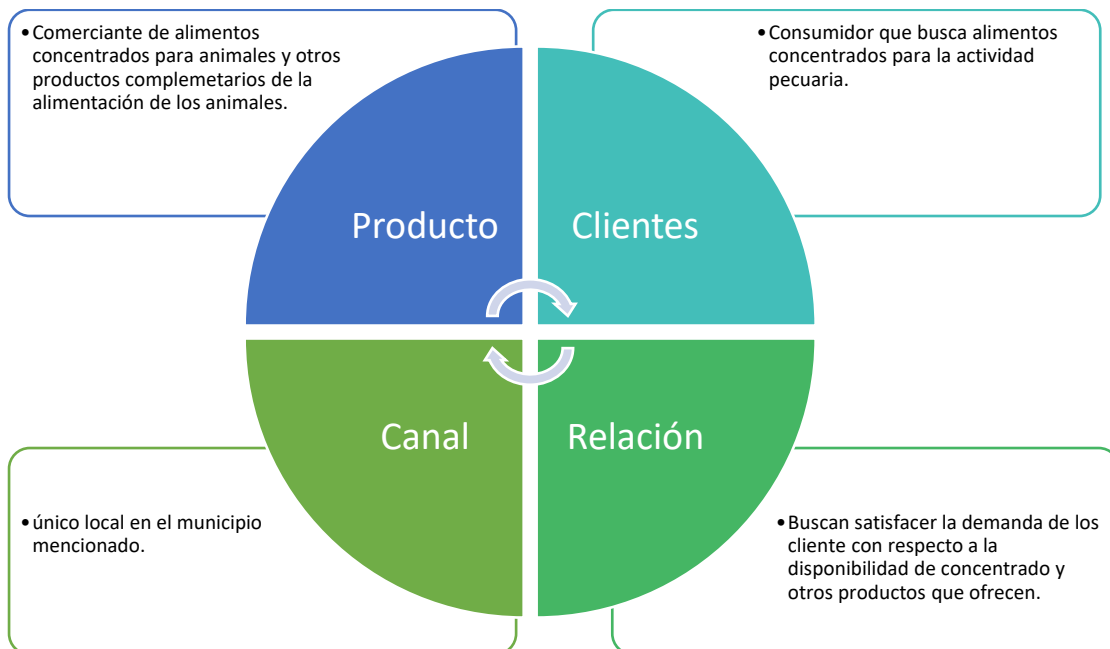 •Comerciante de alimentos
concentrados para animales y otros
productos complemetarios de la
alimentación de los animales.
•Consumidor que busca alimentos
concentrados para la actividad
pecuaria.
Producto
Clientes
Canal
Relación
•único local en el municipio
mencionado.
•Buscan satisfacer la demanda de los
cliente con respecto a la
disponibilidad de concentrado y
otros productos que ofrecen.